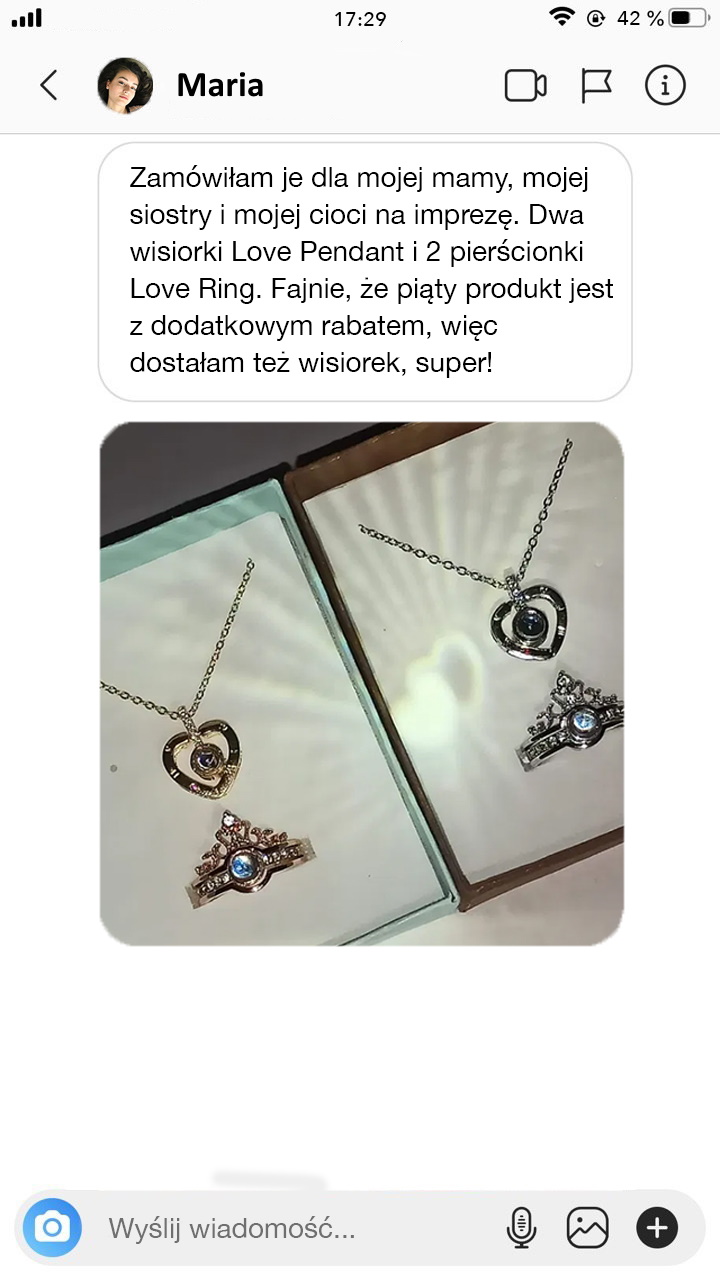 17:29
42 %
Maria
Zamówiłam je dla mojej mamy, mojej
siostry i mojej cioci na imprezę. Dwa
wisiorki Love Pendant i 2 pierścionki
Love Ring. Fajnie, że piąty produkt jest
z dodatkowym rabatem, więc
dostałam też wisiorek, super!
Wyślij wiadomość...